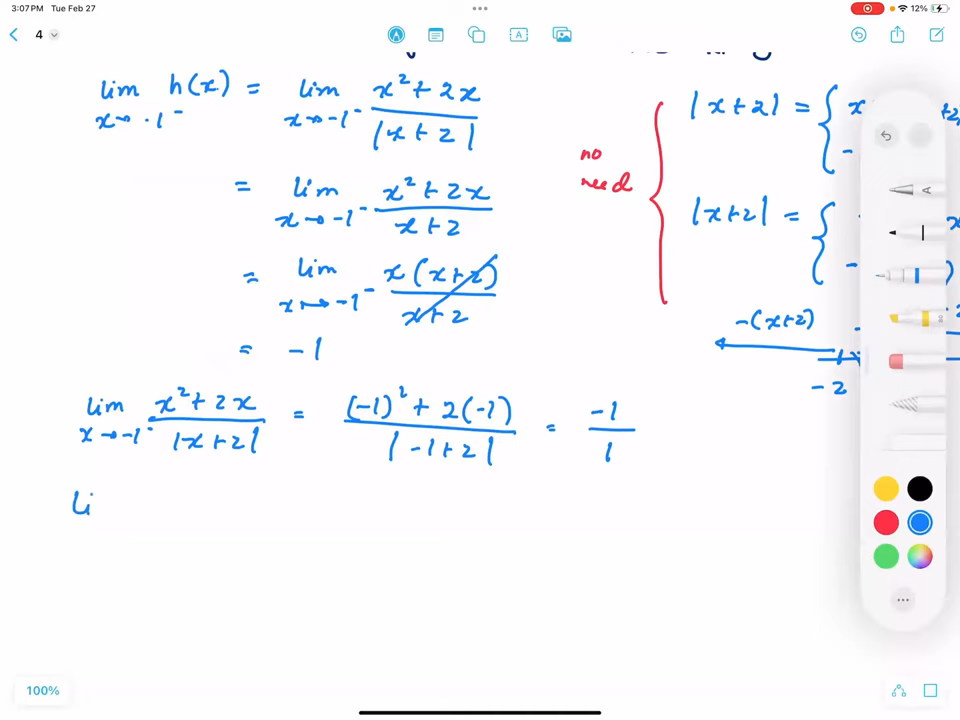 3:07 PM Tue Feb 27
12%
4
lim x→-1⁻ h(x) = lim x→-1⁻ (x² + 2x)/|x + 2|
= lim x→-1⁻ (x² + 2x)/(x + 2)
= lim x→-1⁻ x(x+2)/(x+2)
= -1
lim x→-1⁻ (x² + 2x)/|x+2| = ((-1)² + 2(-1))/|-1+2| = -1/1
Li
no
need
|x+2| = {
|x+2| = {
-(x+2)
-2
A
100%